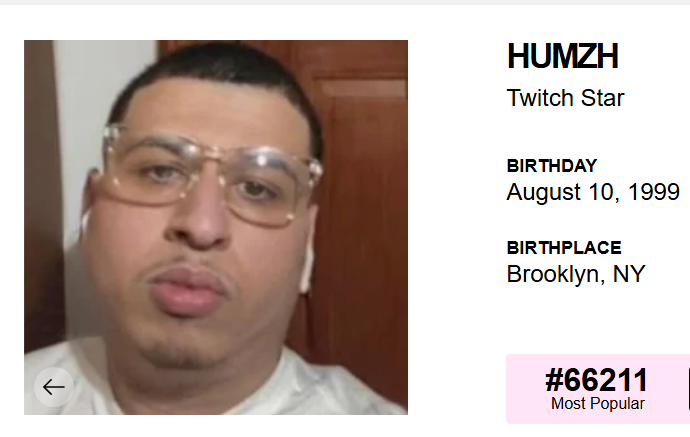 HUMZH
Twitch Star
BIRTHDAY
August 10, 1999
BIRTHPLACE
Brooklyn, NY
#66211
Most Popular